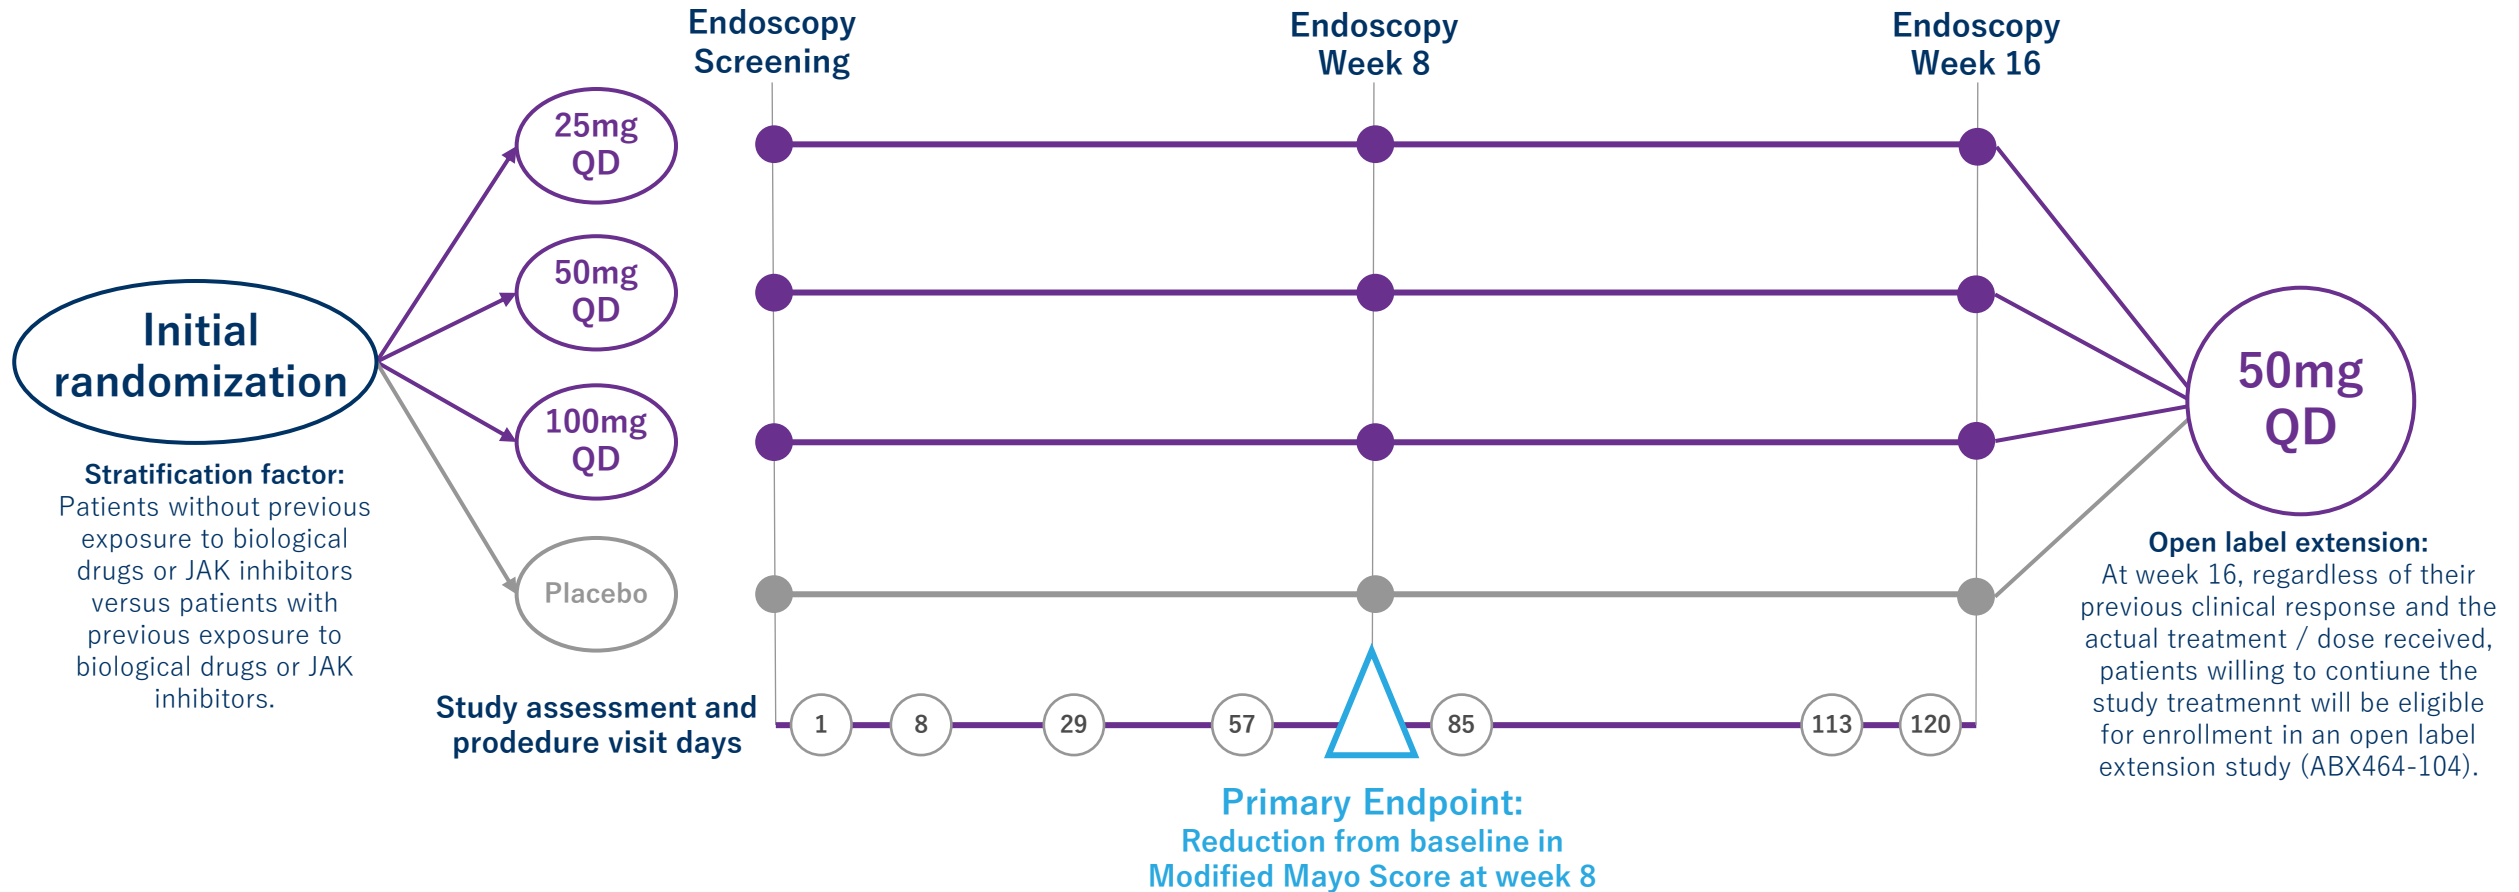 Endoscopy
Screening
Endoscopy
Week 8
Endoscopy
Week 16
25mg
QD
50mg
QD
100mg
QD
Placebo
Initial
randomization
Stratification factor:
Patients without previous
exposure to biological
drugs or JAK inhibitors
versus patients with
previous exposure to
biological drugs or JAK
inhibitors.
50mg
QD
Open label extension:
At week 16, regardless of their
previous clinical response and the
actual treatment / dose received,
patients willing to contiune the
study treatmennt will be eligible
for enrollment in an open label
extension study (ABX464-104).
Study assessment and
prodedure visit days
1 8 29 57 85 113 120
Primary Endpoint:
Reduction from baseline in
Modified Mayo Score at week 8